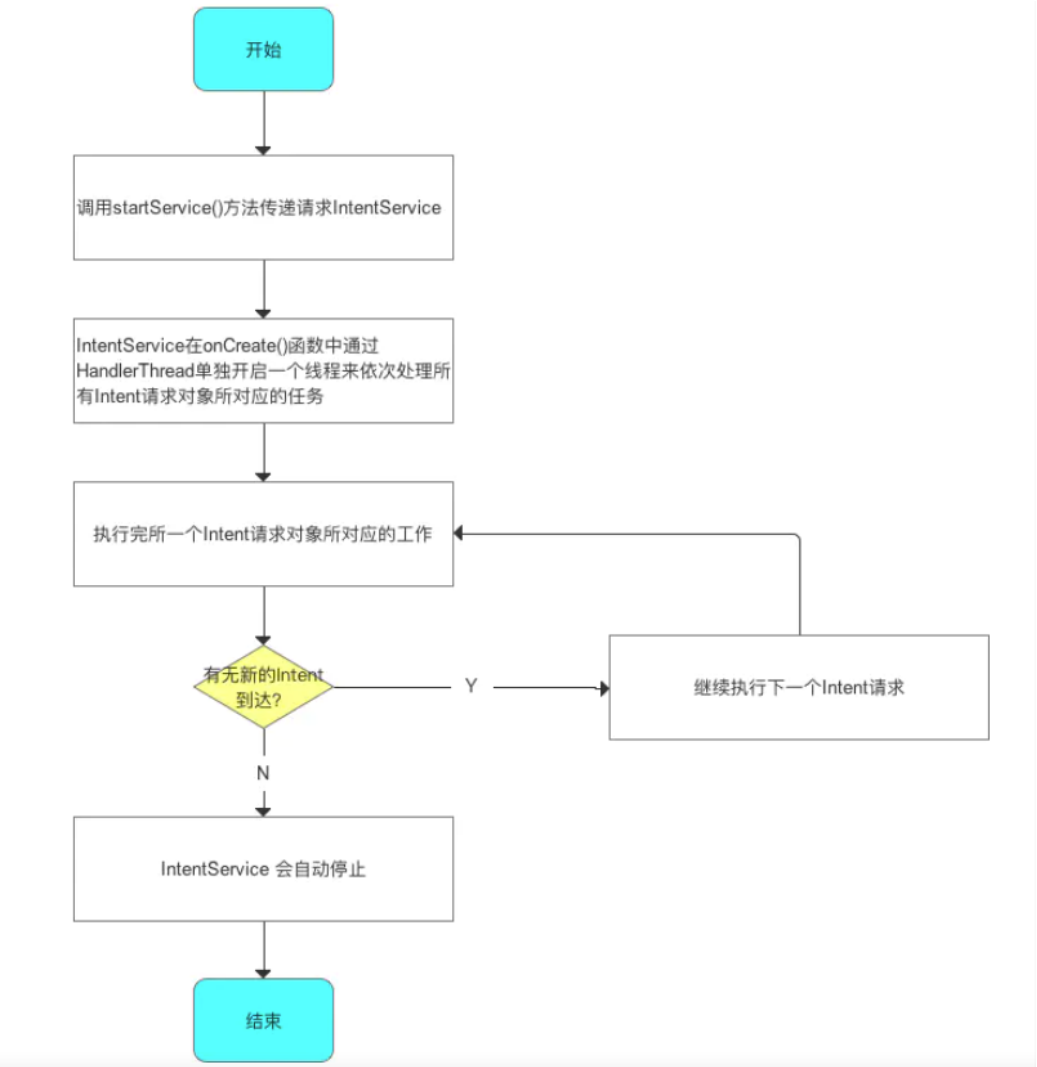 开始
调用startService()方法传递请求IntentService
IntentService在onCreate()函数中通过
HandlerThread单独开启一个线程来依次处理所
有Intent请求对象所对应的任务
执行完所一个Intent请求对象所对应的工作
有无新的Intent
到达?
Y
继续执行下一个Intent请求
N
IntentService 会自动停止
结束